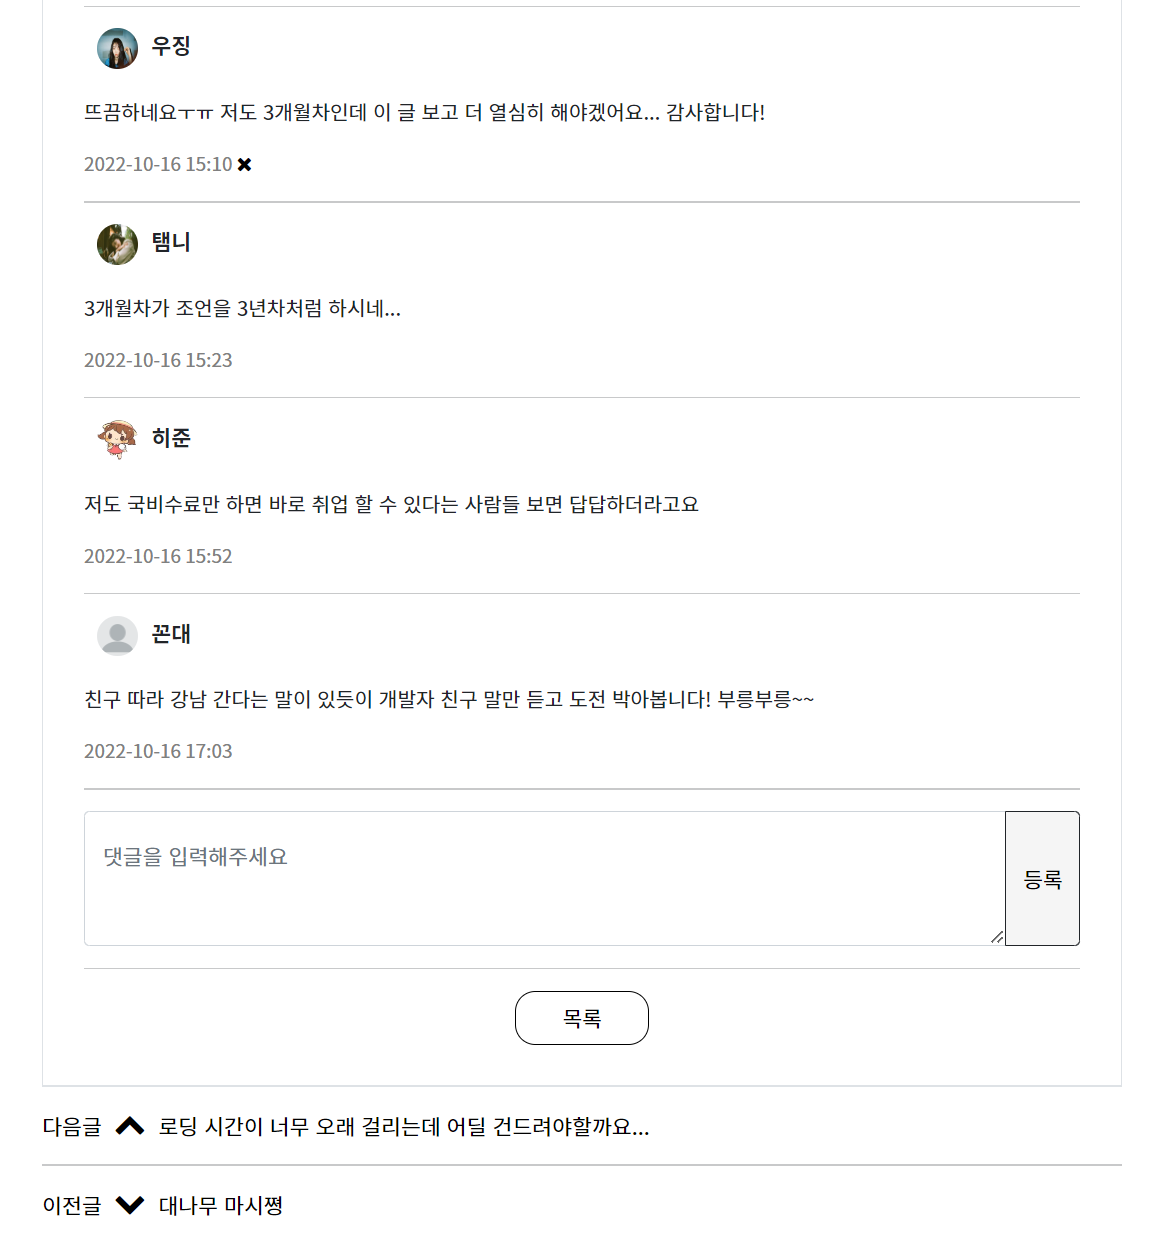 우징
뜨끔하네요ㅜㅠ 저도 3개월차인데 이 글 보고 더 열심히 해야겠어요... 감사합니다!
2022-10-16 15:10 ✖
탬니
3개월차가 조언을 3년차처럼 하시네...
2022-10-16 15:23
히준
저도 국비수료만 하면 바로 취업 할 수 있다는 사람들 보면 답답하더라고요
2022-10-16 15:52
꼰대
친구 따라 강남 간다는 말이 있듯이 개발자 친구 말만 듣고 도전 박아봅니다! 부릉부릉~~
2022-10-16 17:03
댓글을 입력해주세요
등록
목록
다음글 로딩 시간이 너무 오래 걸리는데 어딜 건드려야할까요...
이전글 대나무 마시쪙